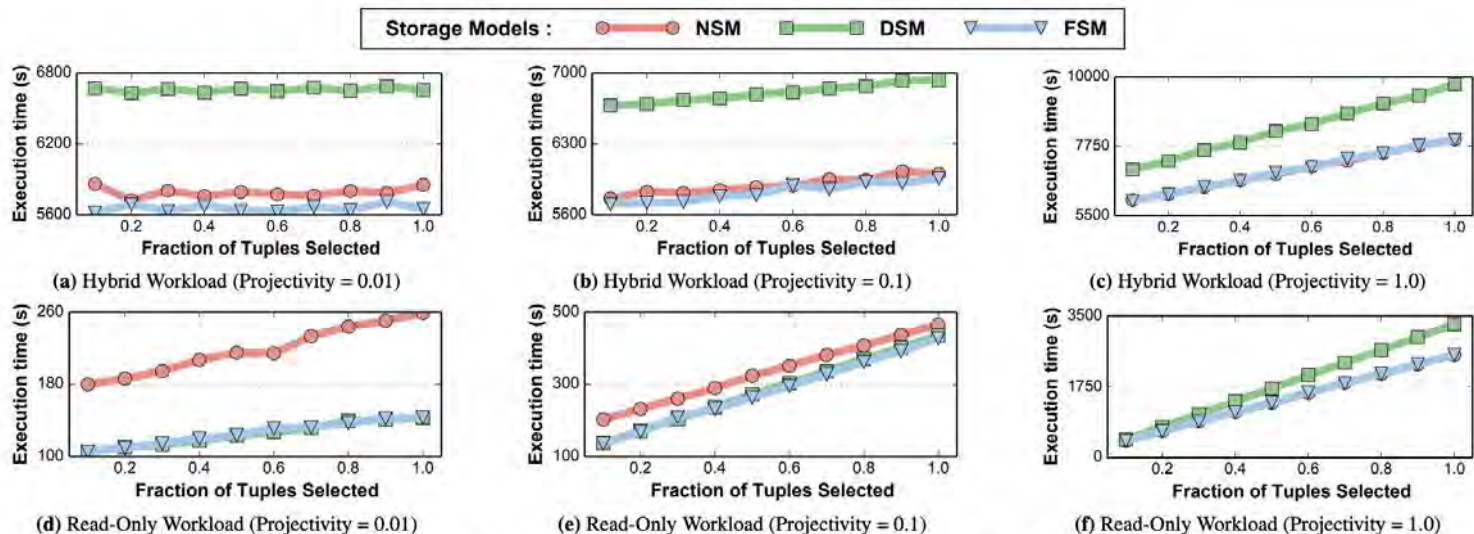 Storage Models : NSM DSM FSM
Execution time (s)
6800
6200
5600
0.2 0.4 0.6 0.8 1.0
Fraction of Tuples Selected
(a) Hybrid Workload (Projectivity = 0.01)
Execution time (s)
7000
6300
5600
0.2 0.4 0.6 0.8 1.0
Fraction of Tuples Selected
(b) Hybrid Workload (Projectivity = 0.1)
Execution time (s)
10000
7750
5500
0.2 0.4 0.6 0.8 1.0
Fraction of Tuples Selected
(c) Hybrid Workload (Projectivity = 1.0)
Execution time (s)
260
180
100
0.2 0.4 0.6 0.8 1.0
Fraction of Tuples Selected
(d) Read-Only Workload (Projectivity = 0.01)
Execution time (s)
500
300
100
0.2 0.4 0.6 0.8 1.0
Fraction of Tuples Selected
(e) Read-Only Workload (Projectivity = 0.1)
Execution time (s)
3500
1750
0
0.2 0.4 0.6 0.8 1.0
Fraction of Tuples Selected
(f) Read-Only Workload (Projectivity = 1.0)